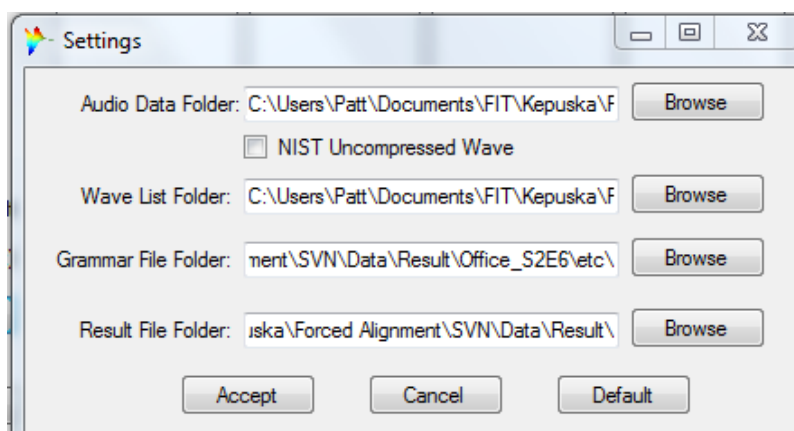 Settings
Audio Data Folder: C:\Users\Patt\Documents\FIT\Kepuska\F Browse
NIST Uncompressed Wave
Wave List Folder: C:\Users\Patt\Documents\FIT\Kepuska\F Browse
Grammar File Folder: ment\SVN\Data\Result\Office_S2E6\etc\ Browse
Result File Folder: uska\Forced Alignment\SVN\Data\Result\ Browse
Accept Cancel Default